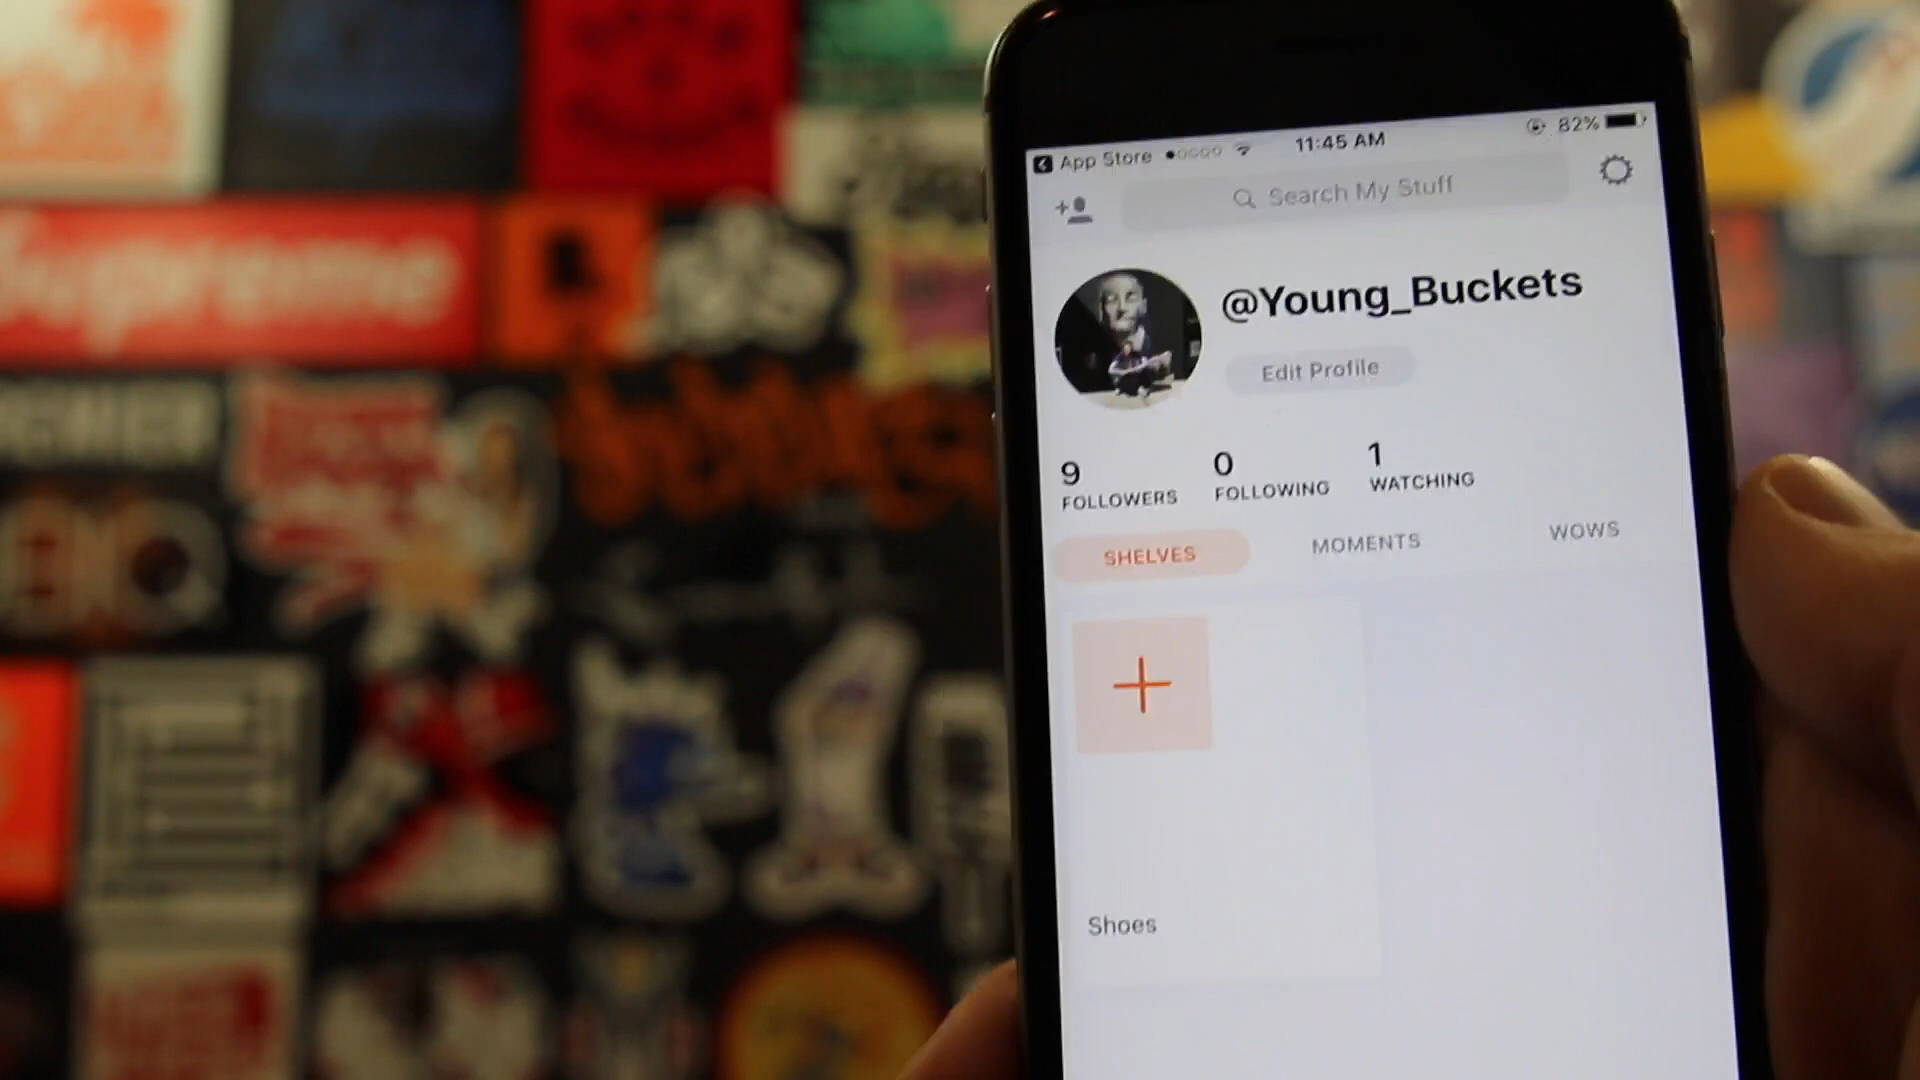 App Store 11:45 AM 82%
Search My Stuff
@Young_Buckets
Edit Profile
9 0 1
FOLLOWERS FOLLOWING WATCHING
SHELVES MOMENTS WOWS
Shoes
Supreme